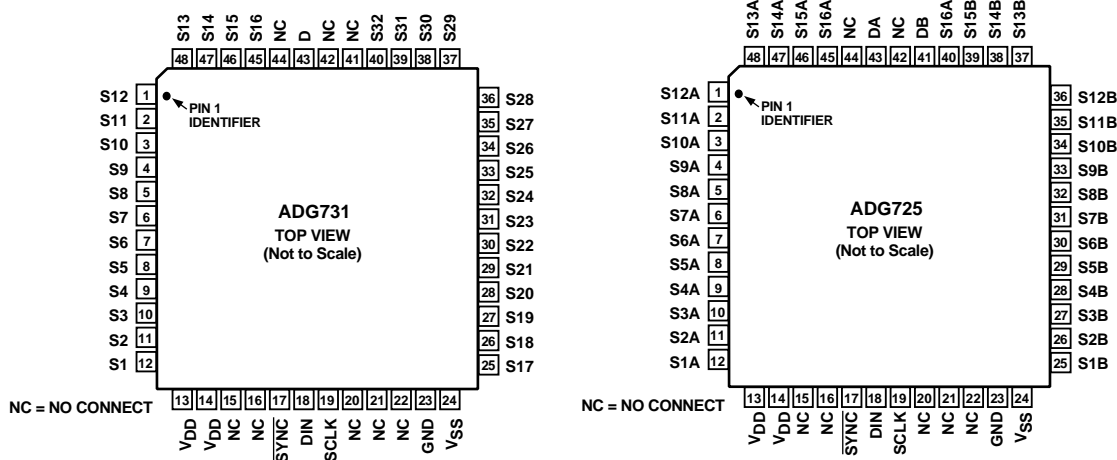 S13 S14 S15 S16 NC D NC NC S32 S31 S30 S29
48 47 46 45 44 43 42 41 40 39 38 37
S12 1
S11 2
S10 3
S9 4
S8 5
S7 6
S6 7
S5 8
S4 9
S3 10
S2 11
S1 12
PIN 1
IDENTIFIER
ADG731
TOP VIEW
(Not to Scale)
36 S28
35 S27
34 S26
33 S25
32 S24
31 S23
30 S22
29 S21
28 S20
27 S19
26 S18
25 S17
13 14 15 16 17 18 19 20 21 22 23 24
VDD VDD NC NC SYNC DIN SCLK NC NC NC GND VSS
NC = NO CONNECT
S13A S14A S15A S16A NC DA NC DB S16A S15B S14B S13B
48 47 46 45 44 43 42 41 40 39 38 37
S12A 1
S11A 2
S10A 3
S9A 4
S8A 5
S7A 6
S6A 7
S5A 8
S4A 9
S3A 10
S2A 11
S1A 12
PIN 1
IDENTIFIER
ADG725
TOP VIEW
(Not to Scale)
36 S12B
35 S11B
34 S10B
33 S9B
32 S8B
31 S7B
30 S6B
29 S5B
28 S4B
27 S3B
26 S2B
25 S1B
13 14 15 16 17 18 19 20 21 22 23 24
VDD VDD NC NC SYNC DIN SCLK NC NC NC GND VSS
NC = NO CONNECT